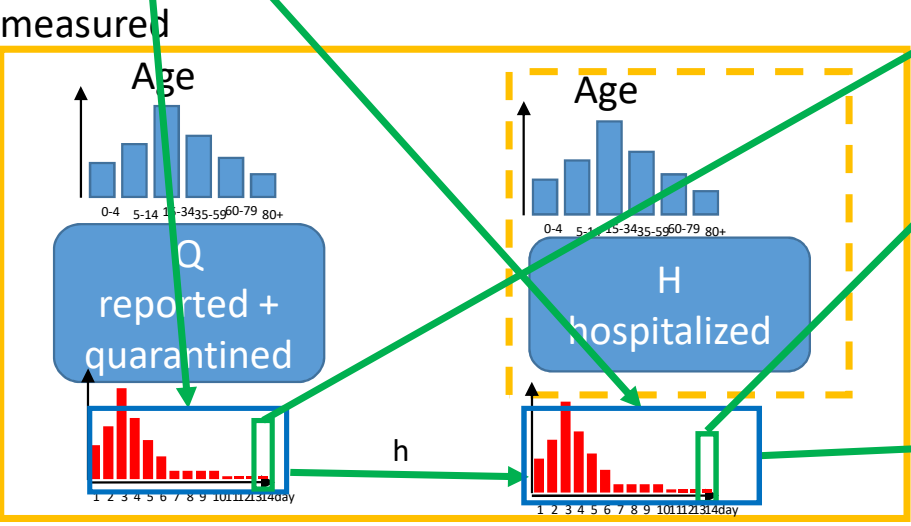 measured
Age
0-4 5-14 15-34 35-59 60-79 80+
Q
reported +
quarantined
1 2 3 4 5 6 7 8 9 10 11 12 13 14 day
h
Age
0-4 5-14 15-34 35-59 60-79 80+
H
hospitalized
1 2 3 4 5 6 7 8 9 10 11 12 13 14 day